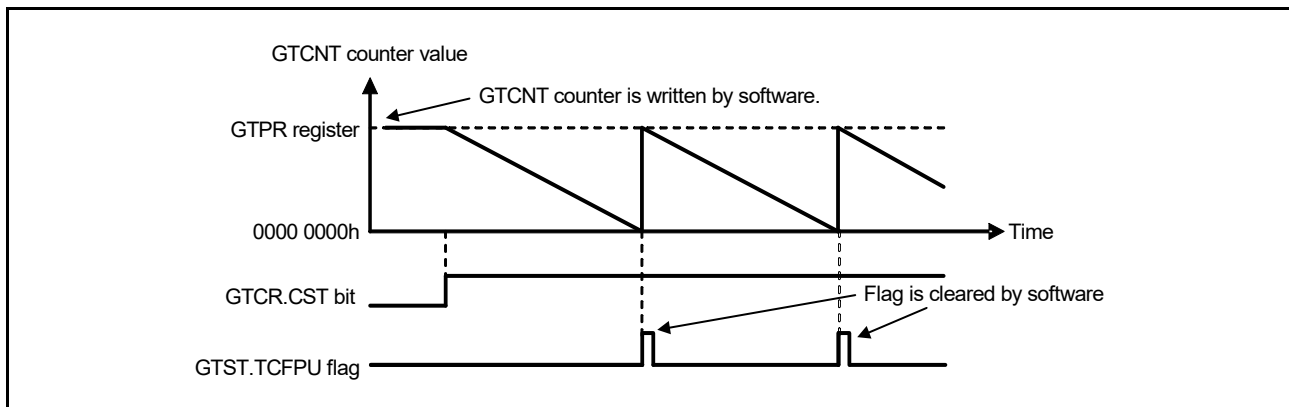 GTCNT counter value
GTCNT counter is written by software.
GTPR register
0000 0000h
Time
GTCR.CST bit
Flag is cleared by software
GTST.TCFPU flag